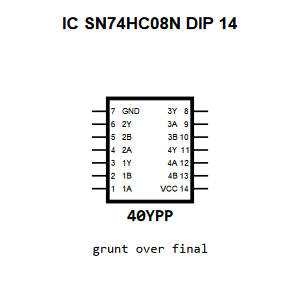 IC SN74HC08N DIP 14
7 GND 3Y 8
6 2Y 3A 9
5 2B 3B 10
4 2A 4Y 11
3 1Y 4A 12
2 1B 4B 13
1 1A VCC 14
40YPP
grunt over final